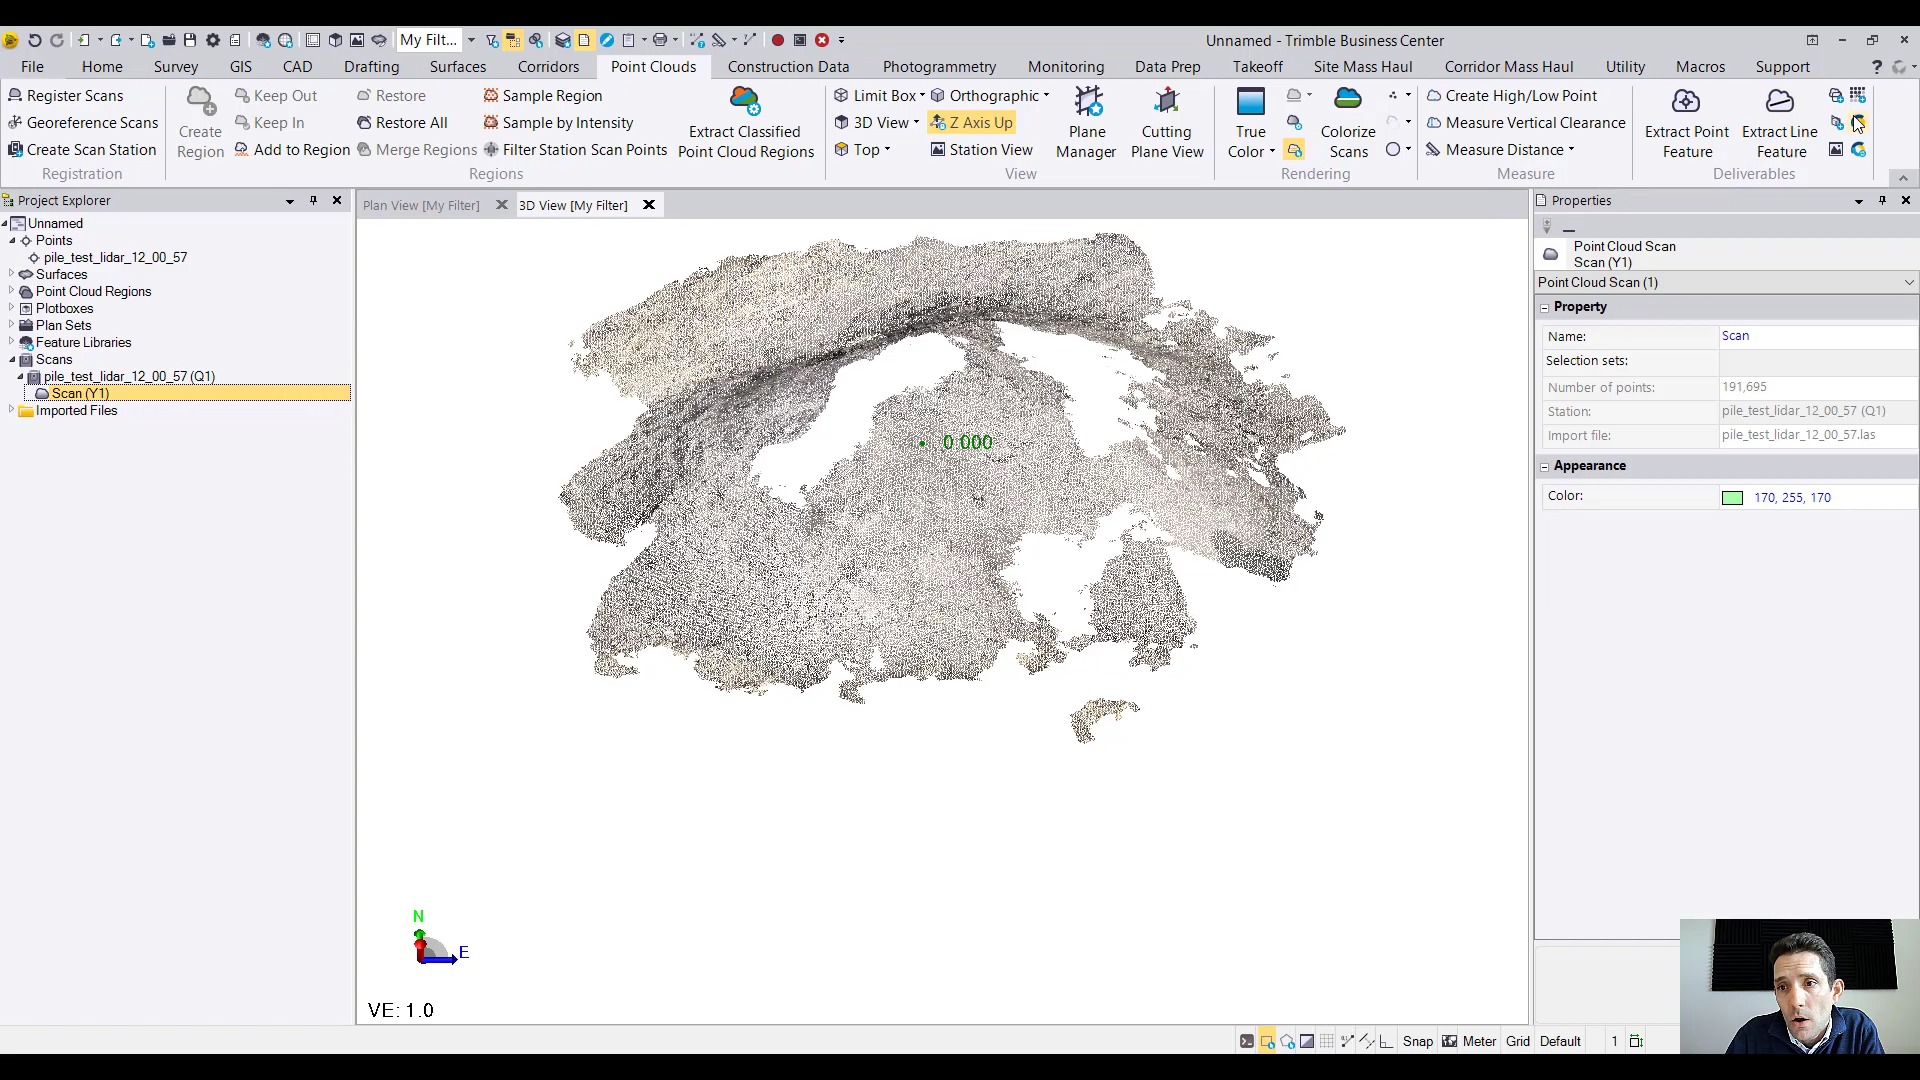 My Filt...
Unnamed - Trimble Business Center
File Home Survey GIS CAD Drafting Surfaces Corridors Point Clouds Construction Data Photogrammetry Monitoring Data Prep Takeoff Site Mass Haul Corridor Mass Haul Utility Macros Support
Register Scans
Georeference Scans
Create Scan Station
Registration
Create Region
Keep Out
Keep In
Add to Region
Restore
Restore All
Merge Regions
Sample Region
Sample by Intensity
Filter Station Scan Points
Extract Classified
Point Cloud Regions
Regions
Limit Box
3D View
Top
Orthographic
Z Axis Up
Station View
Plane Manager
Cutting Plane View
View
True Color
Colorize Scans
Rendering
Create High/Low Point
Measure Vertical Clearance
Measure Distance
Measure
Extract Point Feature
Extract Line Feature
Deliverables
Project Explorer
Unnamed
Points
pile_test_lidar_12_00_57
Surfaces
Point Cloud Regions
Plotboxes
Plan Sets
Feature Libraries
Scans
pile_test_lidar_12_00_57 (Q1)
Scan (Y1)
Imported Files
Plan View [My Filter]
3D View [My Filter]
0.000
N
E
VE: 1.0
Properties
Point Cloud Scan
Scan (Y1)
Point Cloud Scan (1)
Property
Name: Scan
Selection sets:
Number of points: 191,695
Station: pile_test_lidar_12_00_57 (Q1)
Import file: pile_test_lidar_12_00_57.las
Appearance
Color: 170, 255, 170
Snap Meter Grid Default 1